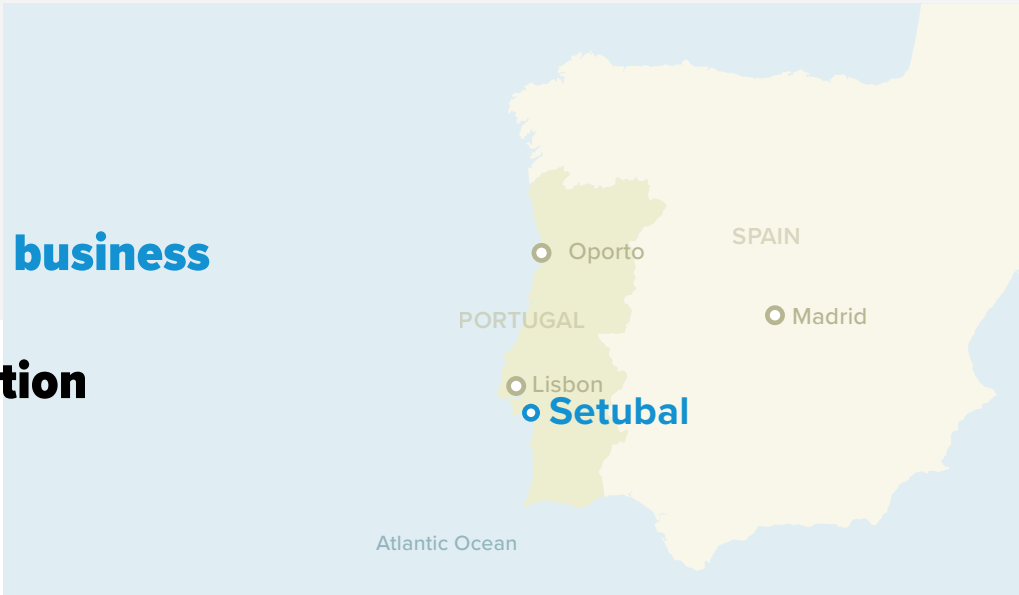 SPAIN
business
Oporto
Madrid
PORTUGAL
tion
Lisbon
Setubal
Atlantic Ocean